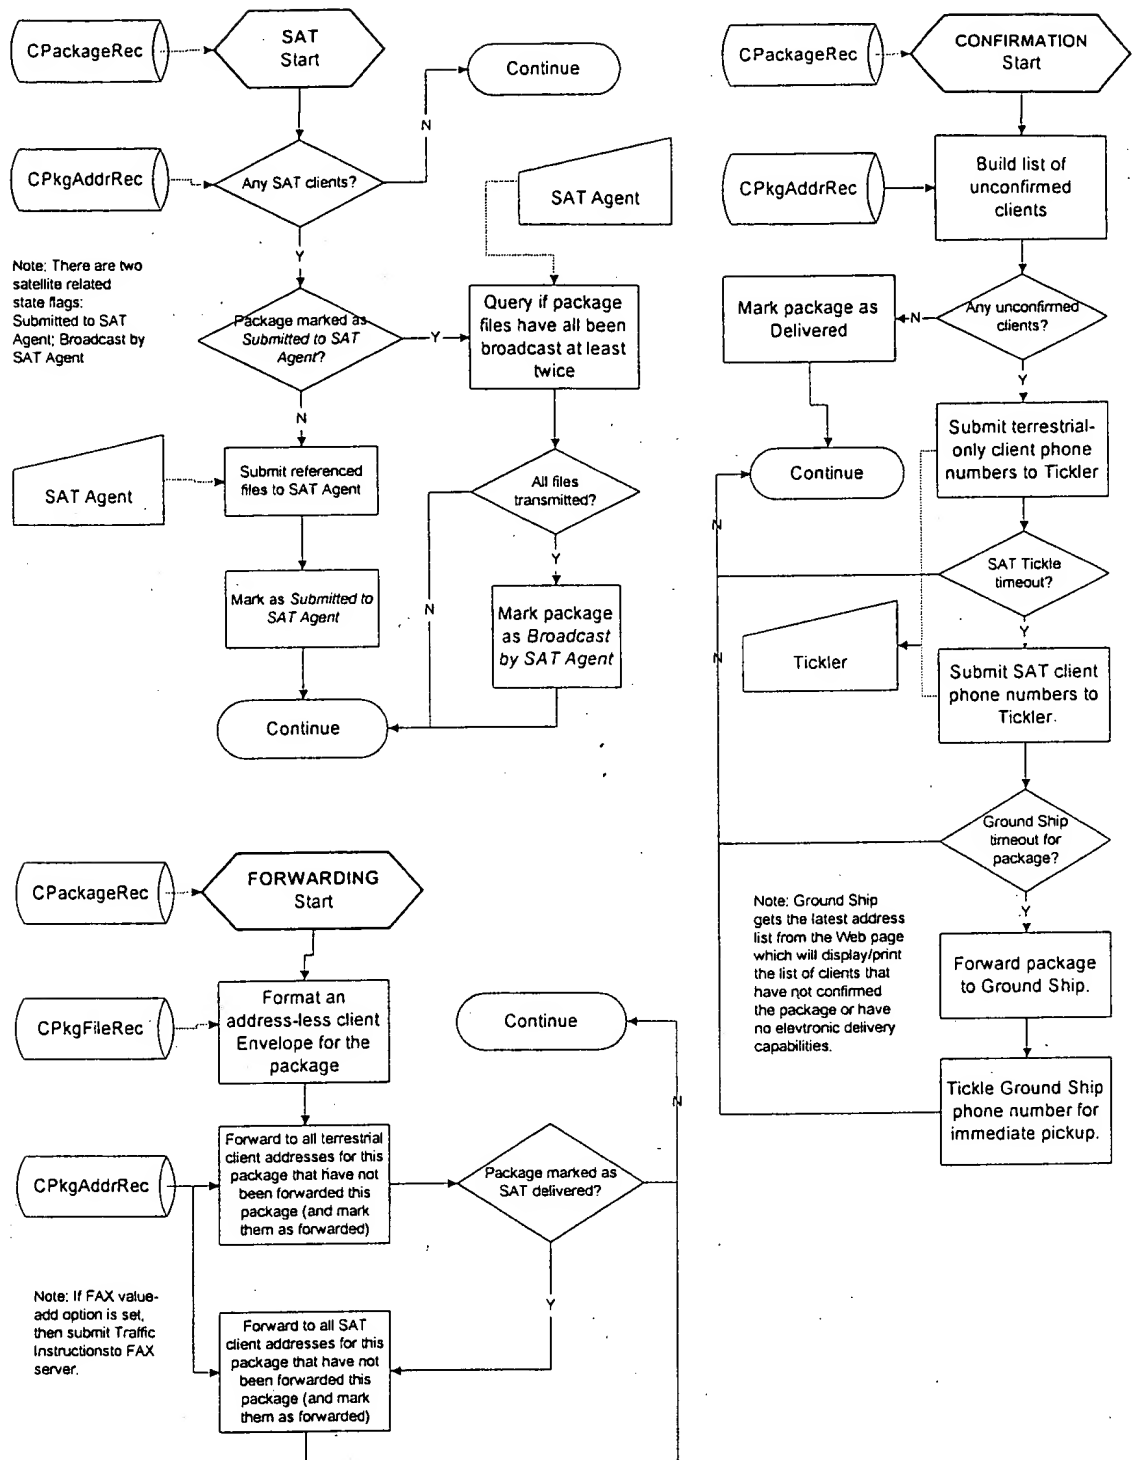 CPackageRec
SAT
Start
Continue
N
CPkgAddrRec
Any SAT clients?
SAT Agent
Y
Note: There are two
satellite related
state flags:
Submitted to SAT
Agent; Broadcast by
SAT Agent
Package marked as
Submitted to SAT
Agent?
Y
Query if package
files have all been
broadcast at least
twice
N
SAT Agent
Submit referenced
files to SAT Agent
All files
transmitted?
Y
N
Mark as Submitted to
SAT Agent
Mark package
as Broadcast
by SAT Agent
Continue
CPackageRec
CONFIRMATION
Start
CPkgAddrRec
Build list of
unconfirmed
clients
Mark package as
Delivered
N
Any unconfirmed
clients?
Y
Continue
Submit terrestrial-
only client phone
numbers to Tickler
N
SAT Tickle
timeout?
Y
Tickler
N
Submit SAT client
phone numbers to
Tickler.
Ground Ship
timeout for
package?
Y
Note: Ground Ship
gets the latest address
list from the Web page
which will display/print
the list of clients that
have not confirmed
the package or have
no elevtronic delivery
capabilities.
Forward package
to Ground Ship.
Tickle Ground Ship
phone number for
immediate pickup.
CPackageRec
FORWARDING
Start
CPkgFileRec
Format an
address-less client
Envelope for the
package
Continue
N
CPkgAddrRec
Forward to all terrestrial
client addresses for this
package that have not
been forwarded this
package (and mark
them as forwarded)
Package marked as
SAT delivered?
Y
Note: If FAX value-
add option is set,
then submit Traffic
Instructionsto FAX
server.
Forward to all SAT
client addresses for this
package that have not
been forwarded this
package (and mark
them as forwarded)